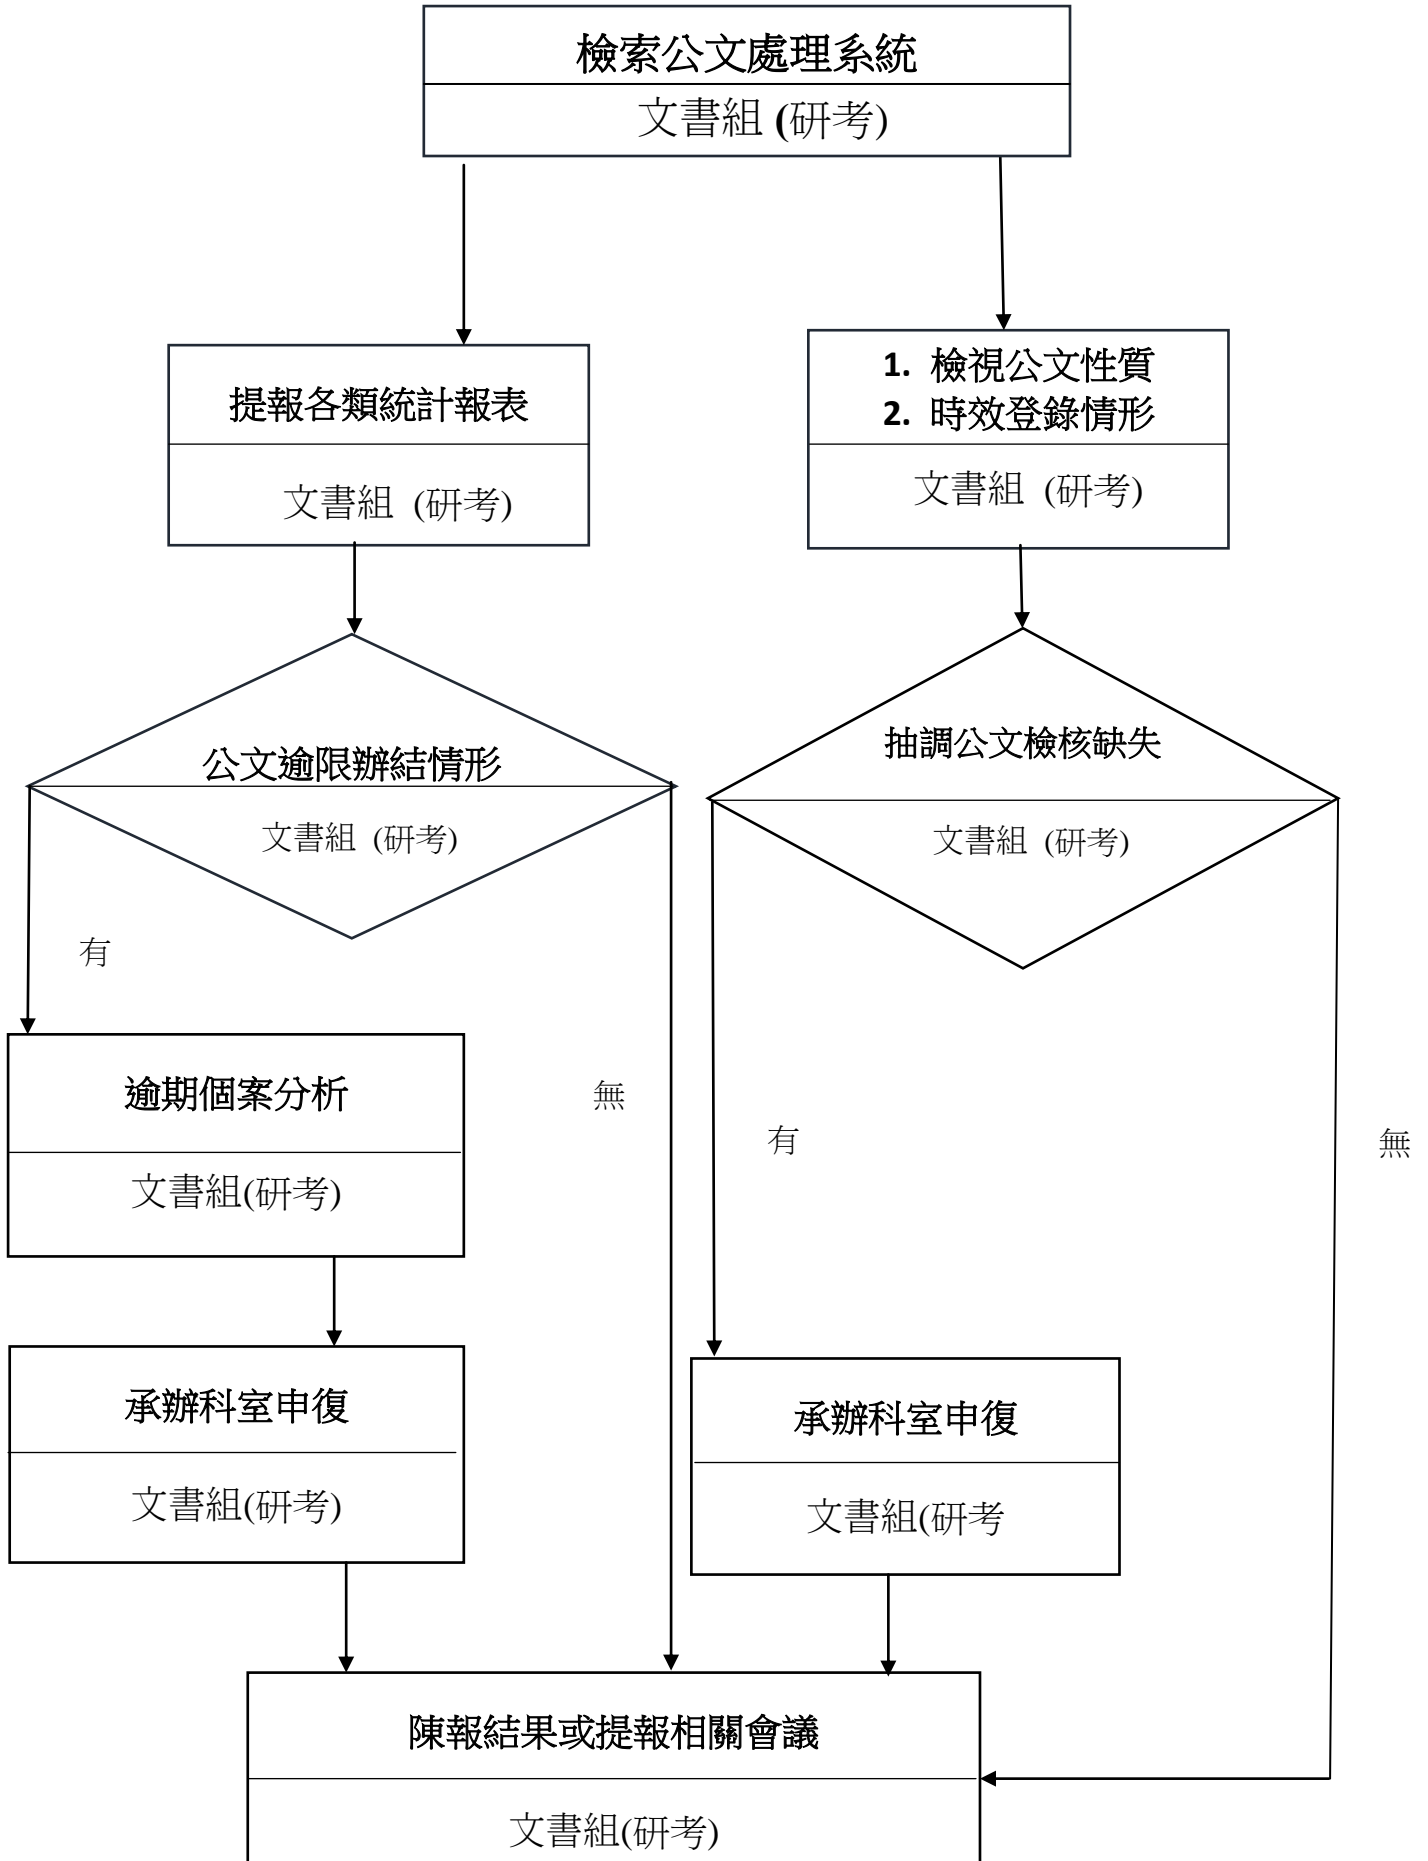 檢索公文處理系統
文書組 (研考)
提報各類統計報表
文書組 (研考)
1. 檢視公文性質
2. 時效登錄情形
文書組 (研考)
公文逾限辦結情形
文書組 (研考)
抽調公文檢核缺失
文書組 (研考)
有
無
有
無
逾期個案分析
文書組(研考)
承辦科室申復
文書組(研考)
承辦科室申復
文書組(研考
陳報結果或提報相關會議
文書組(研考)